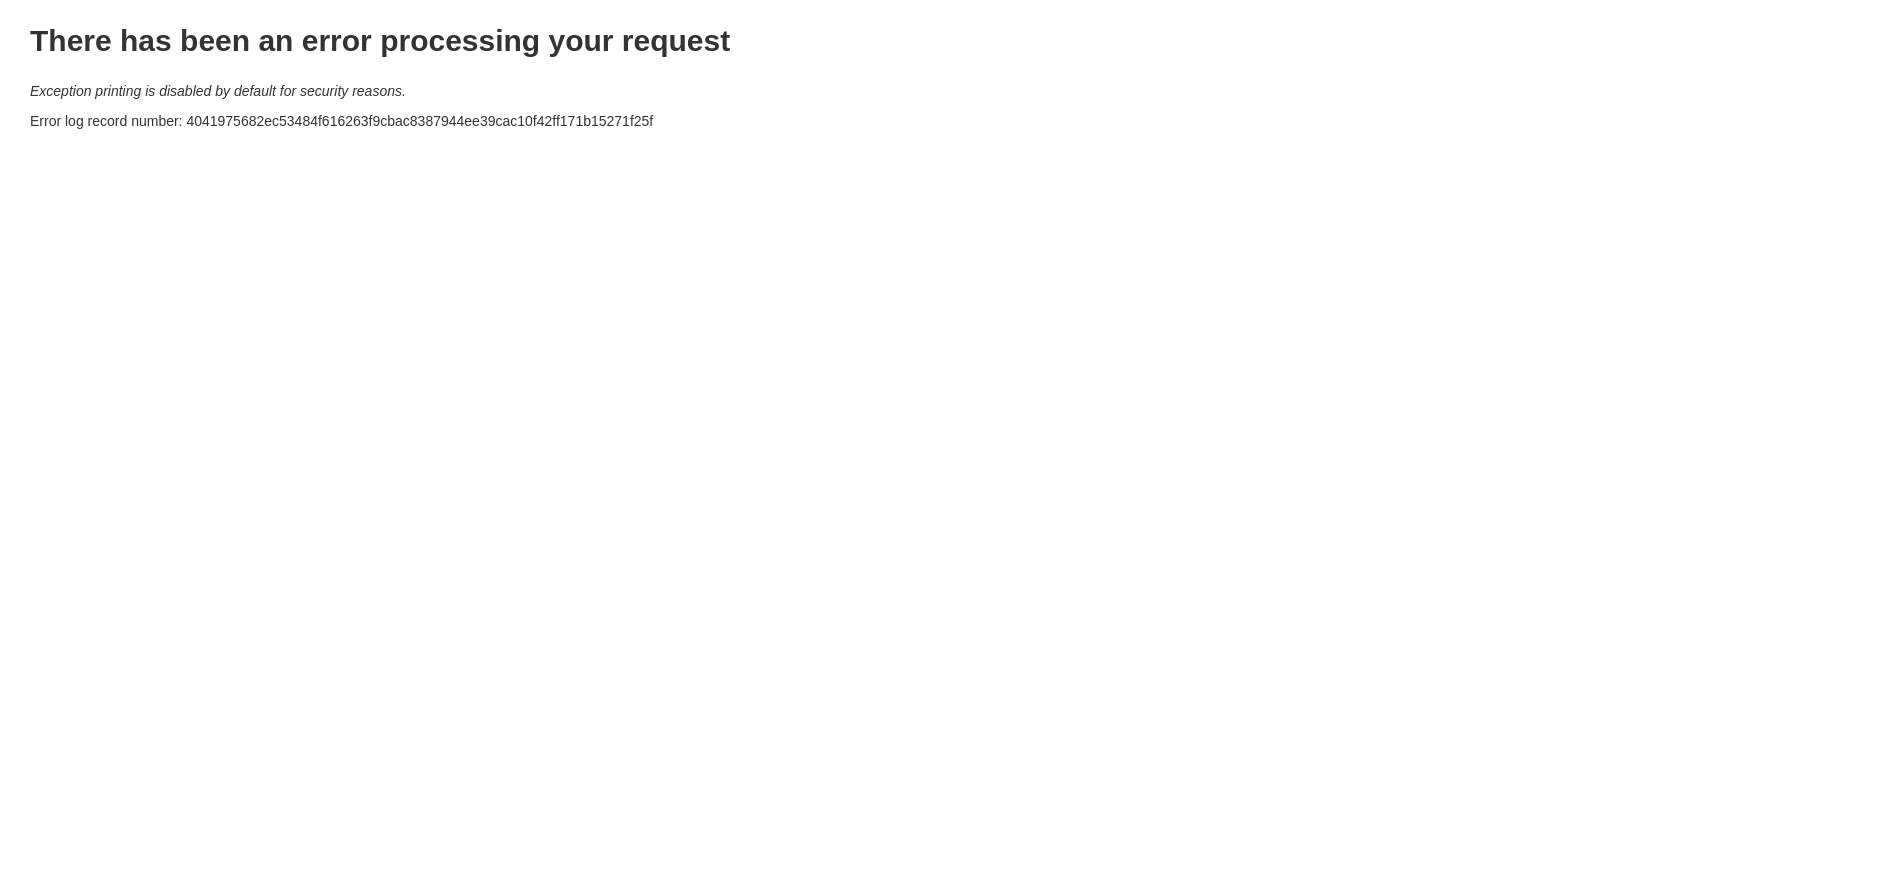 There has been an error processing your request
Exception printing is disabled by default for security reasons.
Error log record number: 4041975682ec53484f616263f9cbac8387944ee39cac10f42ff171b15271f25f